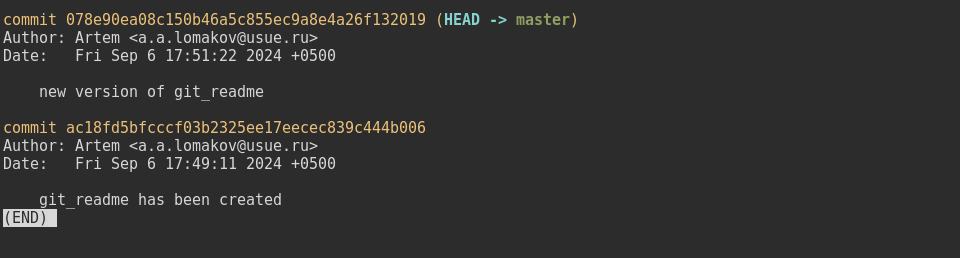 commit 078e90ea08c150b46a5c855ec9a8e4a26f132019 (HEAD -> master)
Author: Artem <a.a.lomakov@usue.ru>
Date:   Fri Sep 6 17:51:22 2024 +0500
    new version of git_readme
commit ac18fd5bfcccf03b2325ee17eecec839c444b006
Author: Artem <a.a.lomakov@usue.ru>
Date:   Fri Sep 6 17:49:11 2024 +0500
    git_readme has been created
(END)